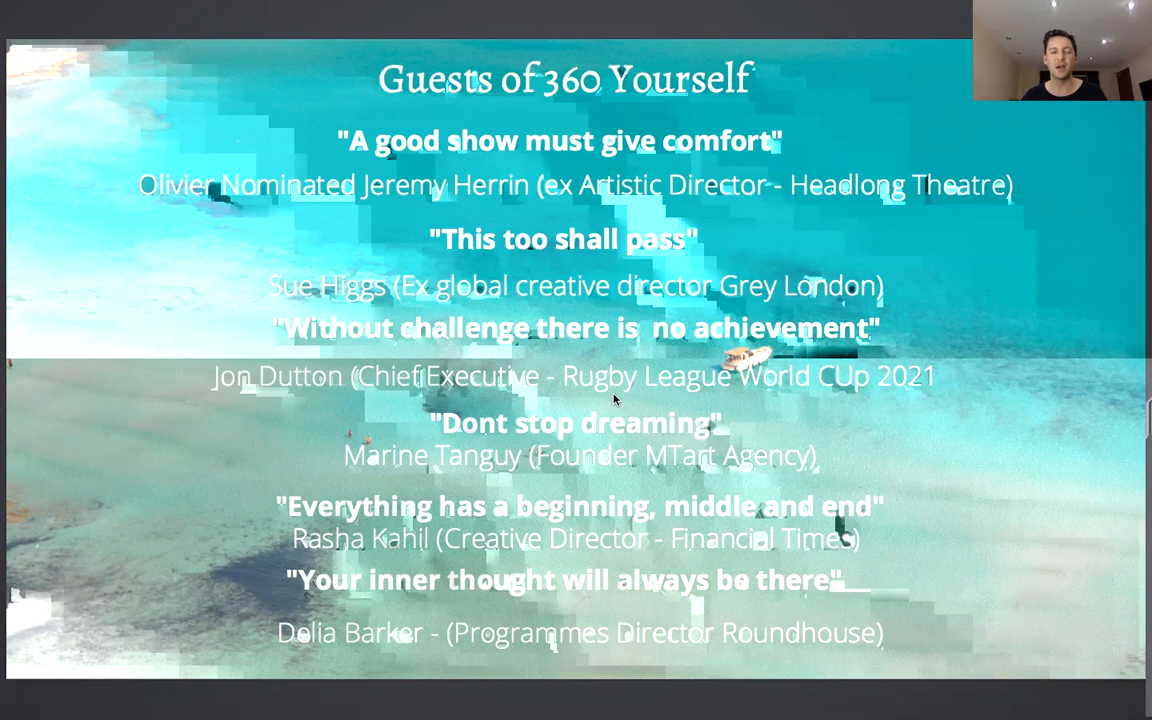 Guests of 360 Yourself
"A good show must give comfort"
Olivier Nominated Jeremy Herrin (ex Artistic Director - Headlong Theatre)
"This too shall pass"
Sue Higgs (Ex global creative director Grey London)
"Without challenge there is  no achievement"
Jon Dutton (Chief Executive - Rugby League World CUp 2021
"Dont stop dreaming"
Marine Tanguy (Founder MTart Agency)
"Everything has a beginning, middle and end"
Rasha Kahil (Creative Director - Financial Times)
"Your inner thought will always be there"
Delia Barker - (Programmes Director Roundhouse)